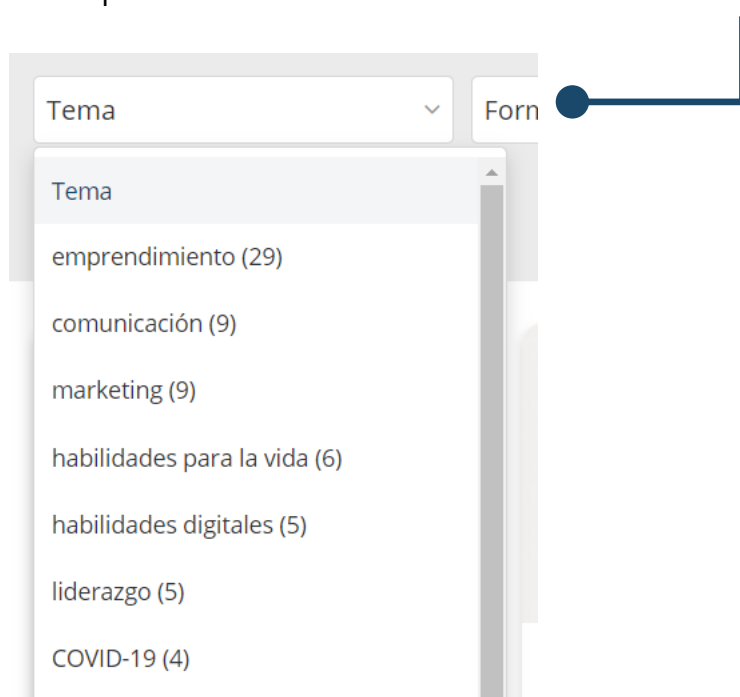 Tema
Form
Tema
emprendimiento (29)
comunicación (9)
marketing (9)
habilidades para la vida (6)
habilidades digitales (5)
liderazgo (5)
COVID-19 (4)